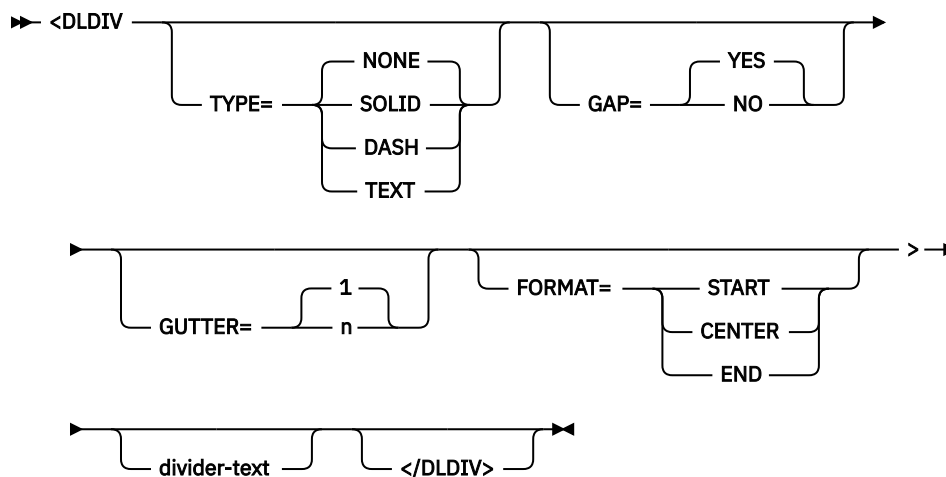 <DLDIV
NONE
YES
TYPE= SOLID GAP= NO
DASH
TEXT
>
1 FORMAT= START
GUTTER= n
CENTER
END
divider-text </DLDIV>